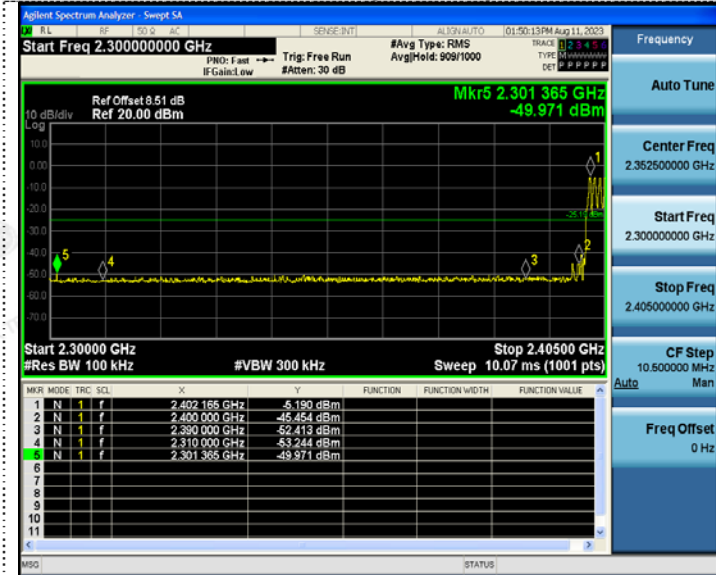 Agilent Spectrum Analyzer - Swept SA
RL RF 50 Ω AC SENSE:INT ALIGNAUTO 01:50:13PM Aug 11, 2023
Start Freq 2.300000000 GHz
PNO: Fast
IFGain:Low
Trig: Free Run
#Atten: 30 dB
#Avg Type: RMS
Avg|Hold: 909/1000
TRACE 1 2 3 4 5 6
TYPE
DET P P P P P P
Mkr5 2.301 365 GHz
-49.971 dBm
Ref Offset 8.51 dB
Ref 20.00 dBm
10 dB/div
Log
10.0
0.00
-10.0
-20.0
-30.0
-40.0
-50.0
-60.0
-70.0
1
2
3
4
5
Start 2.30000 GHz Stop 2.40500 GHz
#Res BW 100 kHz #VBW 300 kHz Sweep 10.07 ms (1001 pts)
MKR MODE TRC SCL X Y FUNCTION FUNCTION WIDTH FUNCTION VALUE
1 N 1 f 2.402 165 GHz -5.190 dBm
2 N 1 f 2.400 000 GHz -45.454 dBm
3 N 1 f 2.390 000 GHz -52.413 dBm
4 N 1 f 2.310 000 GHz -53.244 dBm
5 N 1 f 2.301 365 GHz -49.971 dBm
6
7
8
9
10
11
MSG STATUS
Frequency
Auto Tune
Center Freq
2.352500000 GHz
Start Freq
2.300000000 GHz
Stop Freq
2.405000000 GHz
CF Step
10.500000 MHz
Auto Man
Freq Offset
0 Hz